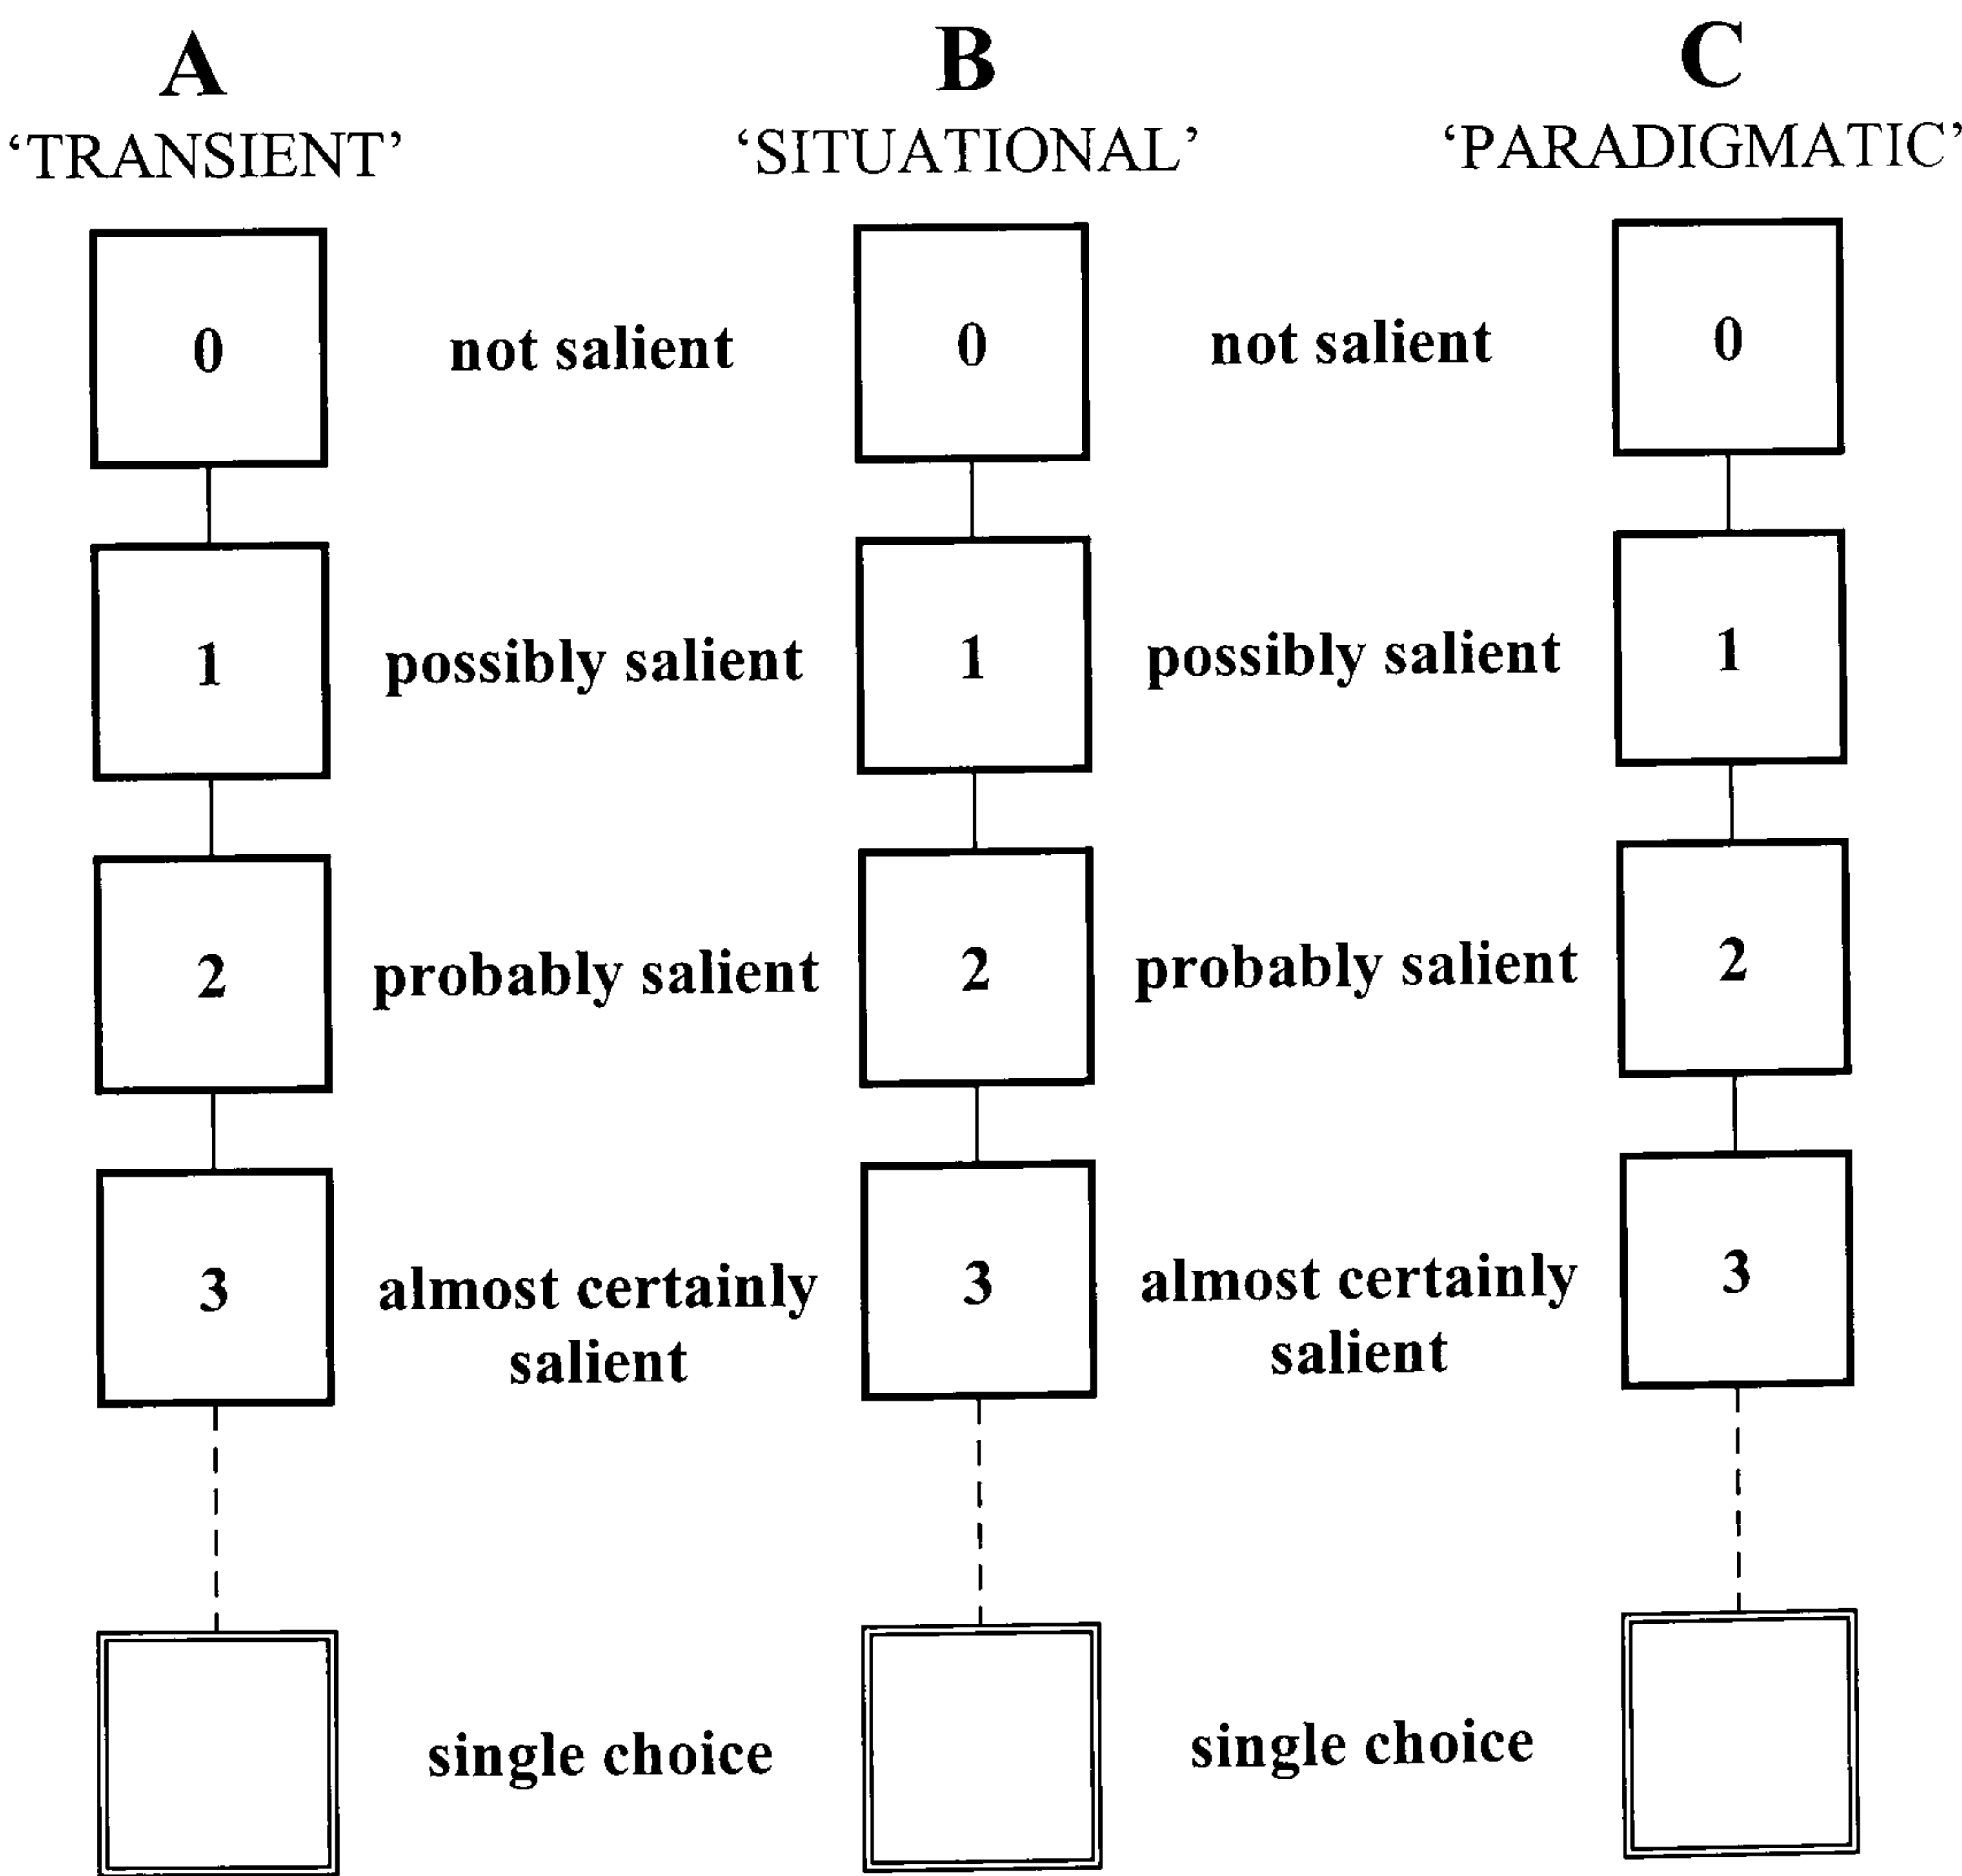 A B C
‘TRANSIENT’ ‘SITUATIONAL’ ‘PARADIGMATIC’
0 not salient 0 not salient 0
1 possibly salient 1 possibly salient 1
2 probably salient 2 probably salient 2
3 almost certainly 3 almost certainly 3
salient salient
single choice single choice